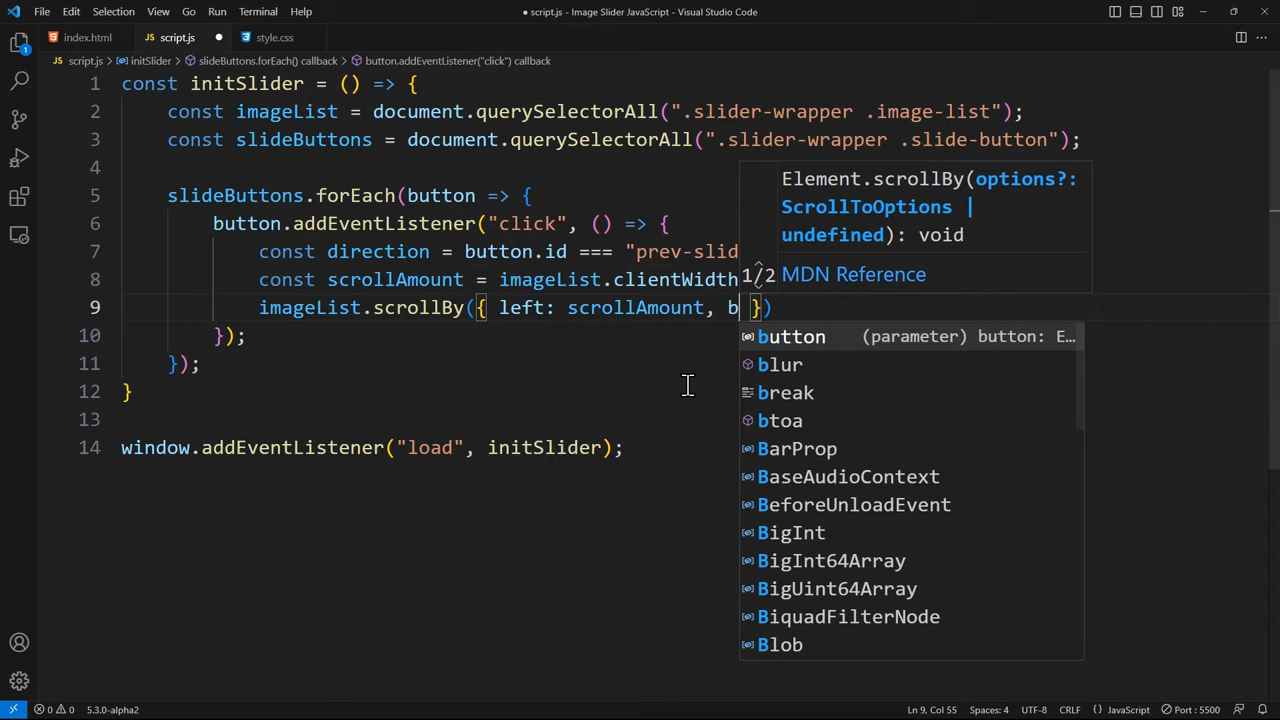 File Edit Selection View Go Run Terminal Help
● script.js - Image Slider JavaScript - Visual Studio Code
index.html script.js style.css
script.js > initSlider > slideButtons.forEach() callback > button.addEventListener("click") callback
1 const initSlider = () => {
2 const imageList = document.querySelectorAll(".slider-wrapper .image-list");
3 const slideButtons = document.querySelectorAll(".slider-wrapper .slide-button");
4
5 slideButtons.forEach(button => {
6 button.addEventListener("click", () => {
7 const direction = button.id === "prev-slid
8 const scrollAmount = imageList.clientWidth
9 imageList.scrollBy({ left: scrollAmount, b })
10 });
11 });
12 }
13
14 window.addEventListener("load", initSlider);
Element.scrollBy(options?:
ScrollToOptions |
undefined): void
1/2 MDN Reference
button (parameter) button: E…
blur
break
btoa
BarProp
BaseAudioContext
BeforeUnloadEvent
BigInt
BigInt64Array
BigUint64Array
BiquadFilterNode
Blob
1
0 0 5.3.0-alpha2
Ln 9, Col 55 Spaces: 4 UTF-8 CRLF {} JavaScript Port : 5500